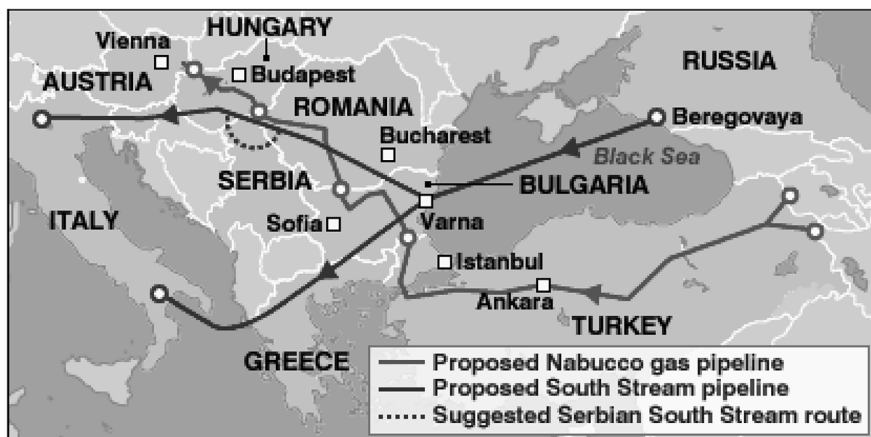 HUNGARY
Vienna
RUSSIA
AUSTRIA
Budapest
ROMANIA
Beregovaya
Bucharest
Black Sea
SERBIA
BULGARIA
ITALY
Sofia
Varna
Istanbul
Ankara
TURKEY
GREECE
Proposed Nabucco gas pipeline
Proposed South Stream pipeline
Suggested Serbian South Stream route